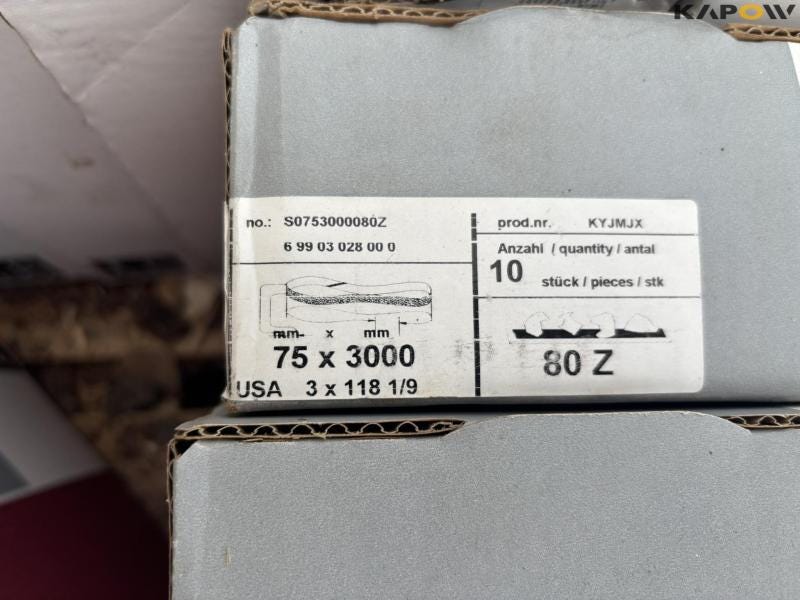 KAPOW
no.: S0753000080Z
6 99 03 028 00 0
mm x mm
75 x 3000
USA 3 x 118 1/9
prod.nr. KYJMJX
Anzahl / quantity / antal
10 stück / pieces / stk
80 Z